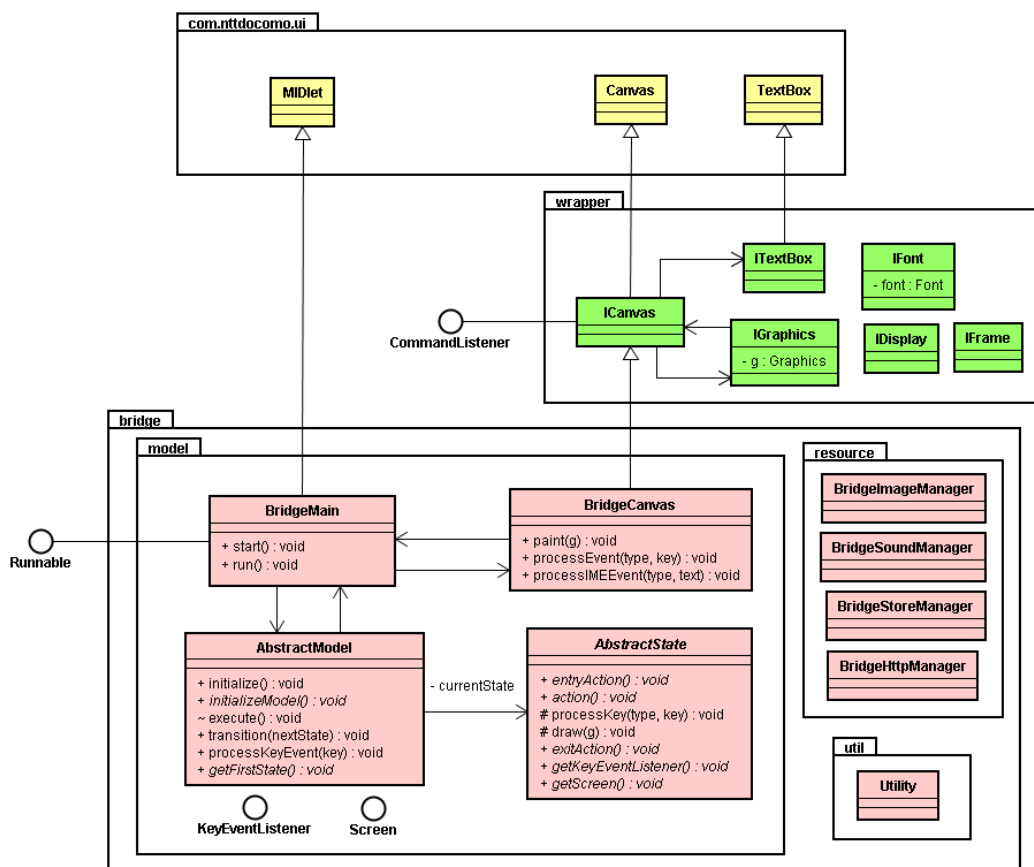 com.nttdocomo.ui
MIDlet
Canvas
TextBox
wrapper
ITextBox
IFont
- font : Font
ICanvas
IGraphics
- g : Graphics
IDisplay
IFrame
CommandListener
bridge
model
resource
BridgeMain
+ start() : void
+ run() : void
BridgeCanvas
+ paint(g) : void
+ processEvent(type, key) : void
+ processIMEEvent(type, text) : void
BridgeImageManager
BridgeSoundManager
BridgeStoreManager
BridgeHttpManager
Runnable
AbstractModel
+ initialize() : void
+ initializeModel() : void
~ execute() : void
+ transition(nextState) : void
+ processKeyEvent(key) : void
+ getFirstState() : void
- currentState
AbstractState
+ entryAction() : void
+ action() : void
# processKey(type, key) : void
# draw(g) : void
+ exitAction() : void
+ getKeyEventListener() : void
+ getScreen() : void
util
Utility
KeyEventListener
Screen